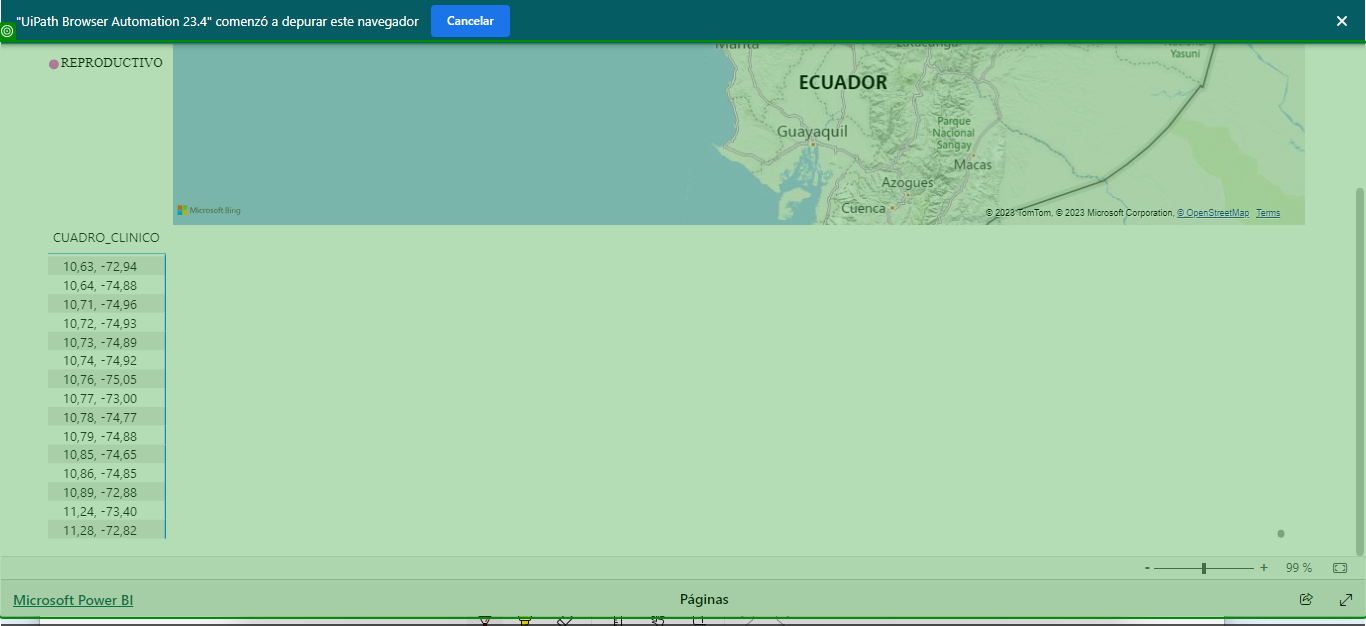 "UiPath Browser Automation 23.4" comenzó a depurar este navegador
Cancelar
REPRODUCTIVO
Manta
Latacunga
Nacional
Yasuní
ECUADOR
Guayaquil
Parque
Nacional
Sangay
Macas
Azogues
Cuenca
Microsoft Bing
© 2023 TomTom, © 2023 Microsoft Corporation, © OpenStreetMap Terms
CUADRO_CLINICO
10,63, -72,94
10,64, -74,88
10,71, -74,96
10,72, -74,93
10,73, -74,89
10,74, -74,92
10,76, -75,05
10,77, -73,00
10,78, -74,77
10,79, -74,88
10,85, -74,65
10,86, -74,85
10,89, -72,88
11,24, -73,40
11,28, -72,82
- + 99 %
Microsoft Power BI
Páginas